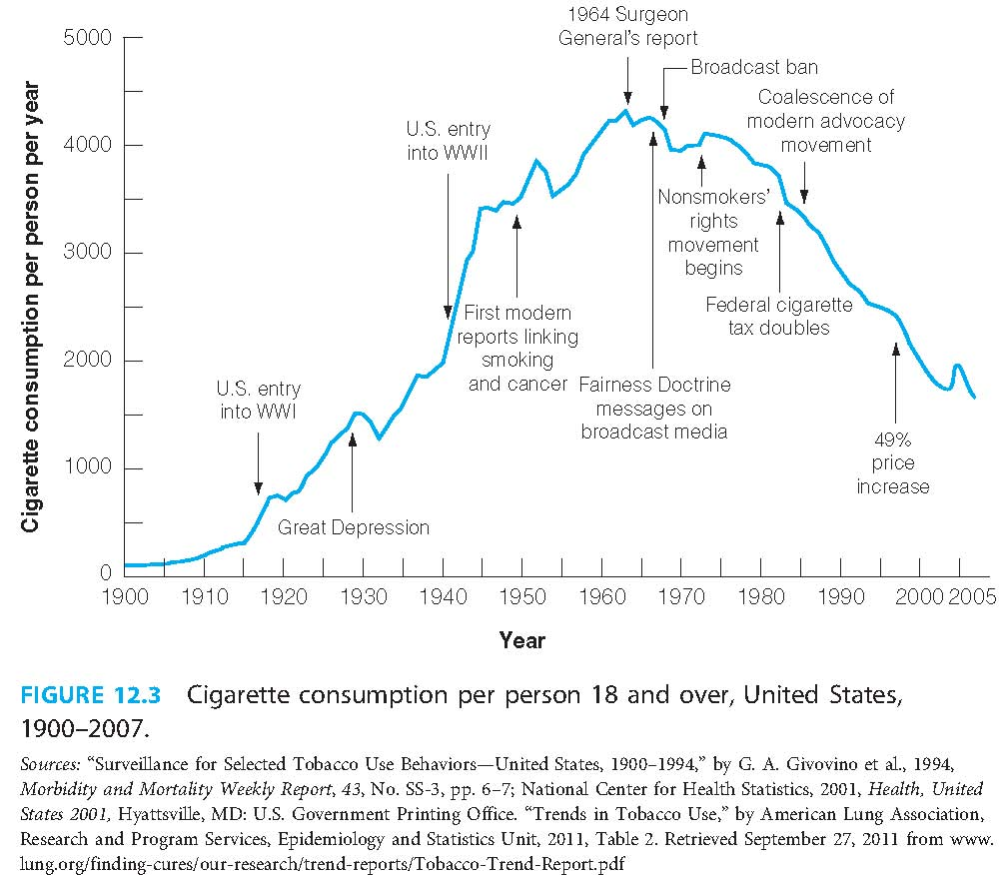 1964 Surgeon
General's report
5000
Broadcast ban
Coalescence of
modern advocacy
movement
U.S. entry
into WWII
4000
Nonsmokers'
rights
movement
begins
3000
Federal cigarette
tax doubles
First modern
reports linking
smoking
and cancer
2000
Fairness Doctrine
messages on
broadcast media
U.S. entry
into WWI
49%
price
increase
1000
Great Depression
0
Cigarette consumption per person per year
1900 1910 1920 1930 1940 1950 1960 1970 1980 1990 2000 2005
Year
FIGURE 12.3 Cigarette consumption per person 18 and over, United States,
1900–2007.
Sources: “Surveillance for Selected Tobacco Use Behaviors—United States, 1900–1994,” by G. A. Givovino et al., 1994,
Morbidity and Mortality Weekly Report, 43, No. SS-3, pp. 6–7; National Center for Health Statistics, 2001, Health, United
States 2001, Hyattsville, MD: U.S. Government Printing Office. “Trends in Tobacco Use,” by American Lung Association,
Research and Program Services, Epidemiology and Statistics Unit, 2011, Table 2. Retrieved September 27, 2011 from www.
lung.org/finding-cures/our-research/trend-reports/Tobacco-Trend-Report.pdf